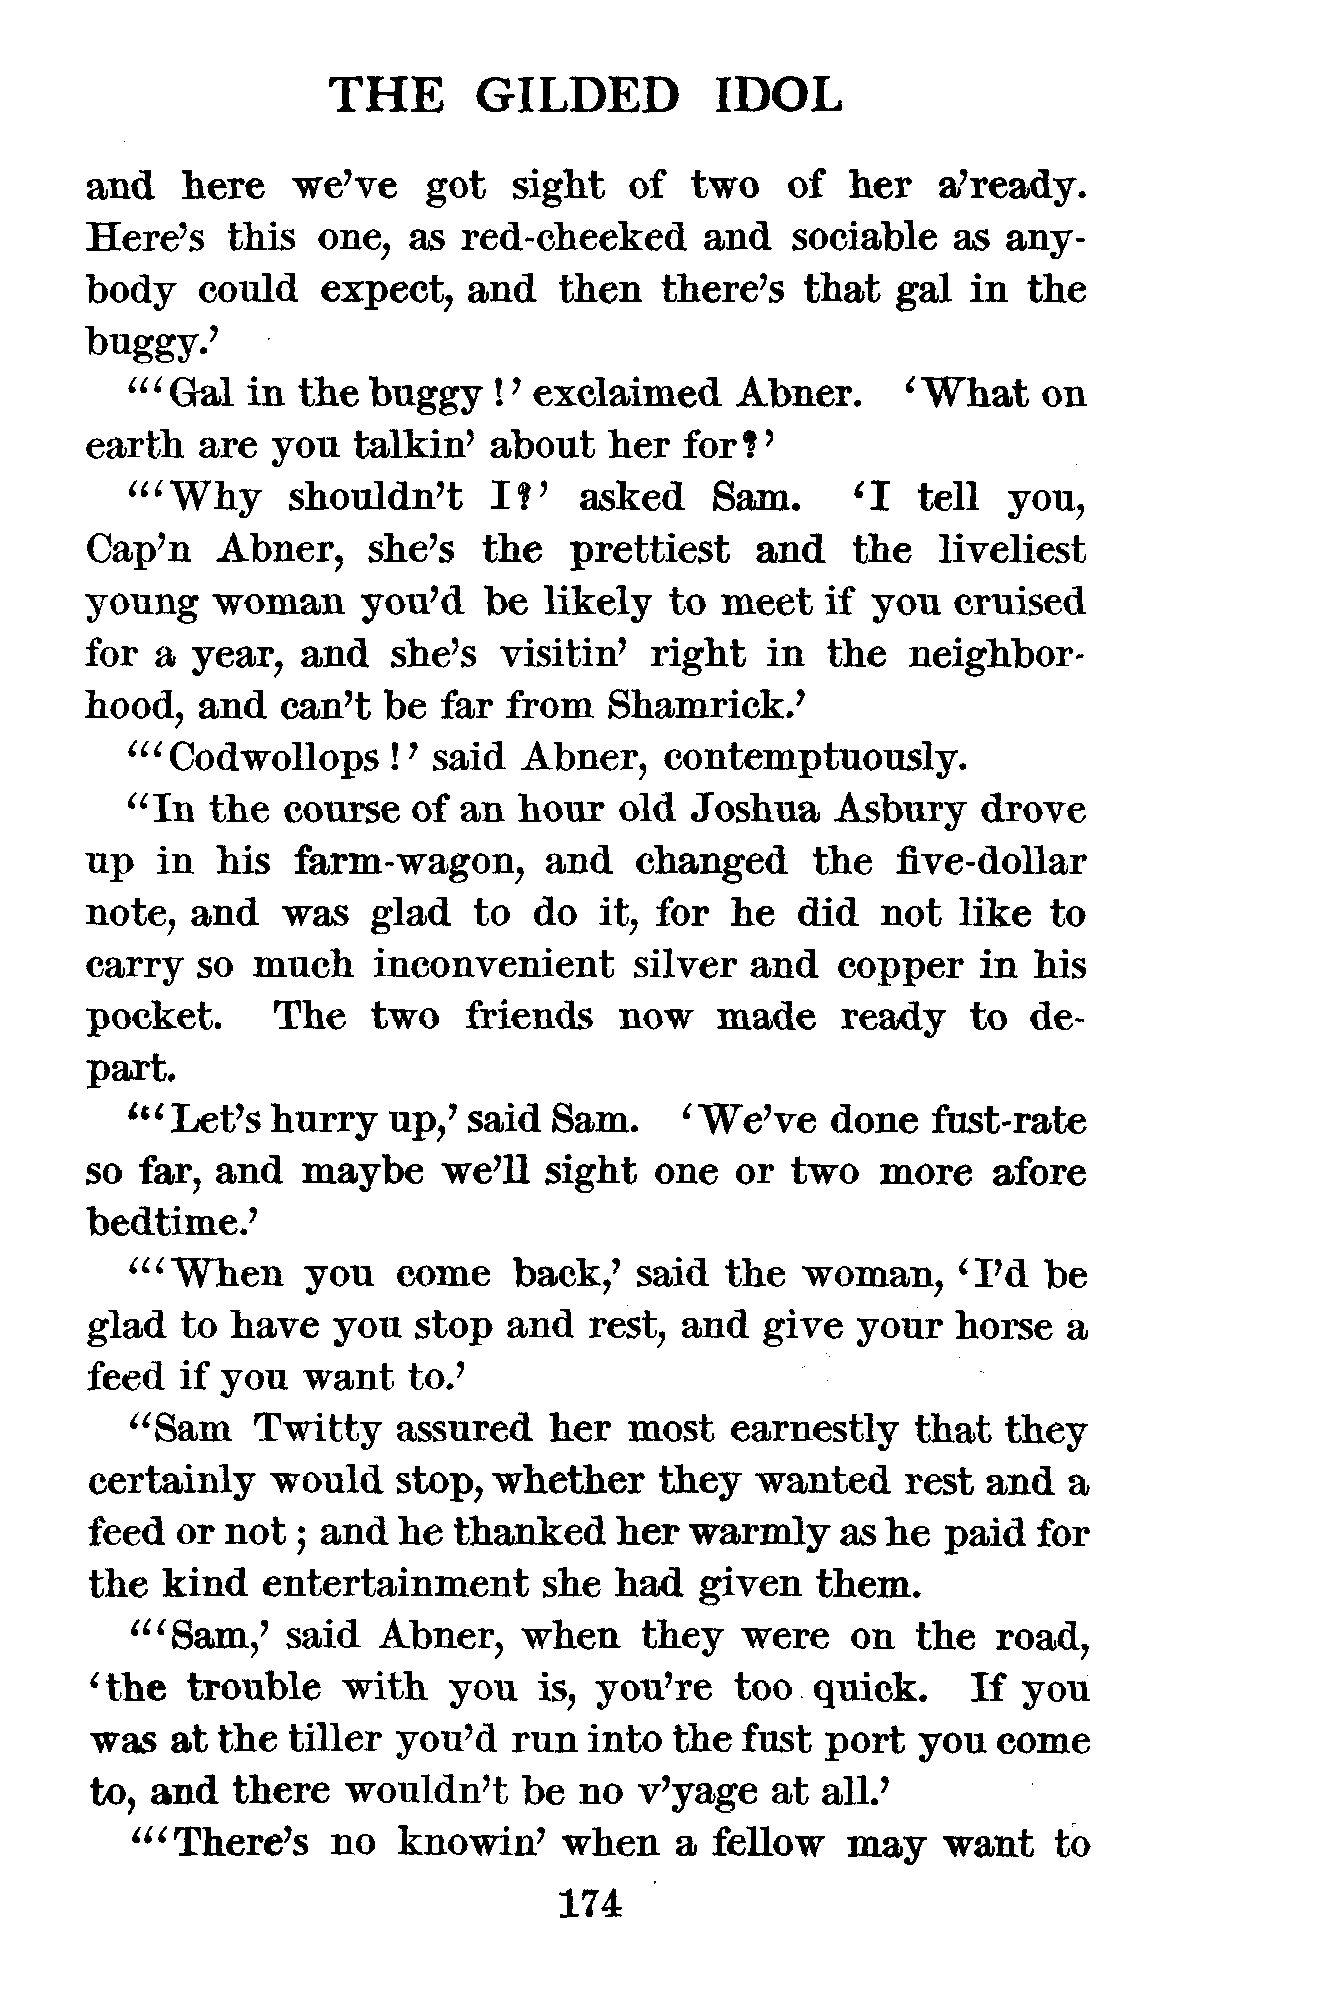 THE GILDED IDOL
and here we've got sight of two of her a'ready.
Here's this one, as red-cheeked and sociable as any-
body could expect, and then there's that gal in the
buggy.'
"'Gal in the buggy!' exclaimed Abner. 'What on
earth are you talkin' about her for?'
"'Why shouldn't I?' asked Sam. 'I tell you,
Cap'n Abner, she's the prettiest and the liveliest
young woman you'd be likely to meet if you cruised
for a year, and she's visitin' right in the neighbor-
hood, and can't be far from Shamrick.'
"'Codwollops!' said Abner, contemptuously.
"In the course of an hour old Joshua Asbury drove
up in his farm-wagon, and changed the five-dollar
note, and was glad to do it, for he did not like to
carry so much inconvenient silver and copper in his
pocket. The two friends now made ready to de-
part.
"'Let's hurry up,' said Sam. 'We've done fust-rate
so far, and maybe we'll sight one or two more afore
bedtime.'
"'When you come back,' said the woman, 'I'd be
glad to have you stop and rest, and give your horse a
feed if you want to.'
"Sam Twitty assured her most earnestly that they
certainly would stop, whether they wanted rest and a
feed or not; and he thanked her warmly as he paid for
the kind entertainment she had given them.
"'Sam,' said Abner, when they were on the road,
'the trouble with you is, you're too quick. If you
was at the tiller you'd run into the fust port you come
to, and there wouldn't be no v'yage at all.'
"'There's no knowin' when a fellow may want to
174